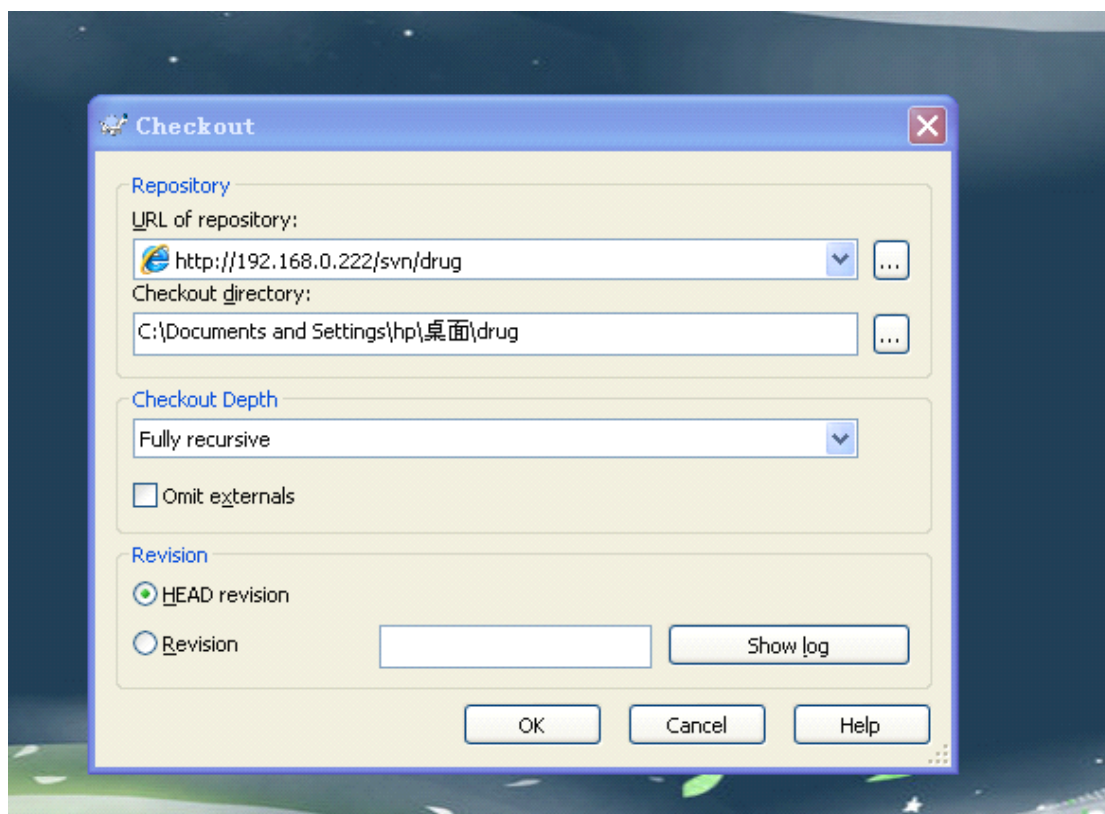 Checkout
Repository
URL of repository:
http://192.168.0.222/svn/drug
...
Checkout directory:
C:\Documents and Settings\hp\桌面\drug
...
Checkout Depth
Fully recursive
Omit externals
Revision
HEAD revision
Revision
Show log
OK Cancel Help